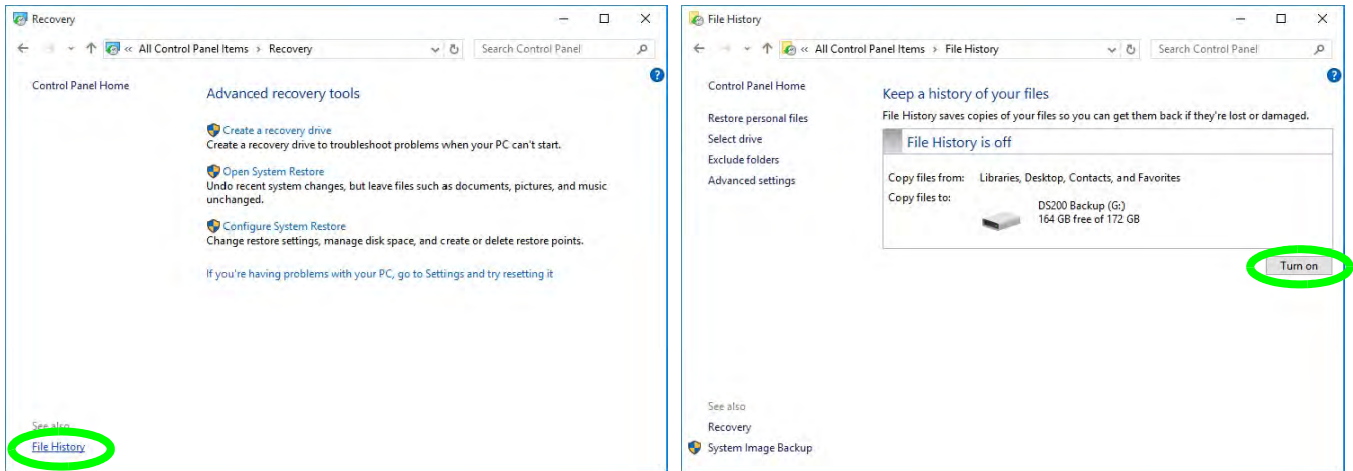 Recovery
« All Control Panel Items › Recovery
Search Control Panel
Control Panel Home
Advanced recovery tools
Create a recovery drive
Create a recovery drive to troubleshoot problems when your PC can't start.
Open System Restore
Undo recent system changes, but leave files such as documents, pictures, and music
unchanged.
Configure System Restore
Change restore settings, manage disk space, and create or delete restore points.
If you're having problems with your PC, go to Settings and try resetting it
See also
File History
File History
« All Control Panel Items › File History
Search Control Panel
Control Panel Home
Restore personal files
Select drive
Exclude folders
Advanced settings
Keep a history of your files
File History saves copies of your files so you can get them back if they're lost or damaged.
File History is off
Copy files from: Libraries, Desktop, Contacts, and Favorites
Copy files to:
DS200 Backup (G:)
164 GB free of 172 GB
Turn on
See also
Recovery
System Image Backup